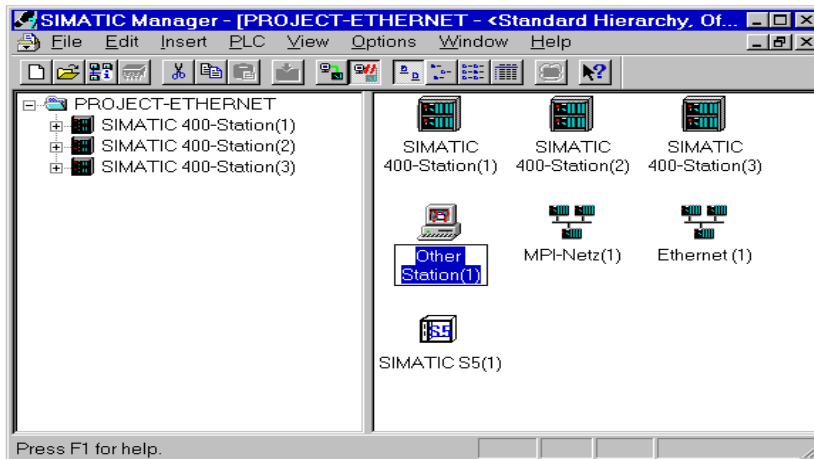 SIMATIC Manager - [PROJECT-ETHERNET - <Standard Hierarchy, Of...
File Edit Insert PLC View Options Window Help
PROJECT-ETHERNET
SIMATIC 400-Station(1)
SIMATIC 400-Station(2)
SIMATIC 400-Station(3)
SIMATIC
400-Station(1)
SIMATIC
400-Station(2)
SIMATIC
400-Station(3)
Other
Station(1)
MPI-Netz(1)
Ethernet (1)
S5
SIMATIC S5(1)
Press F1 for help.